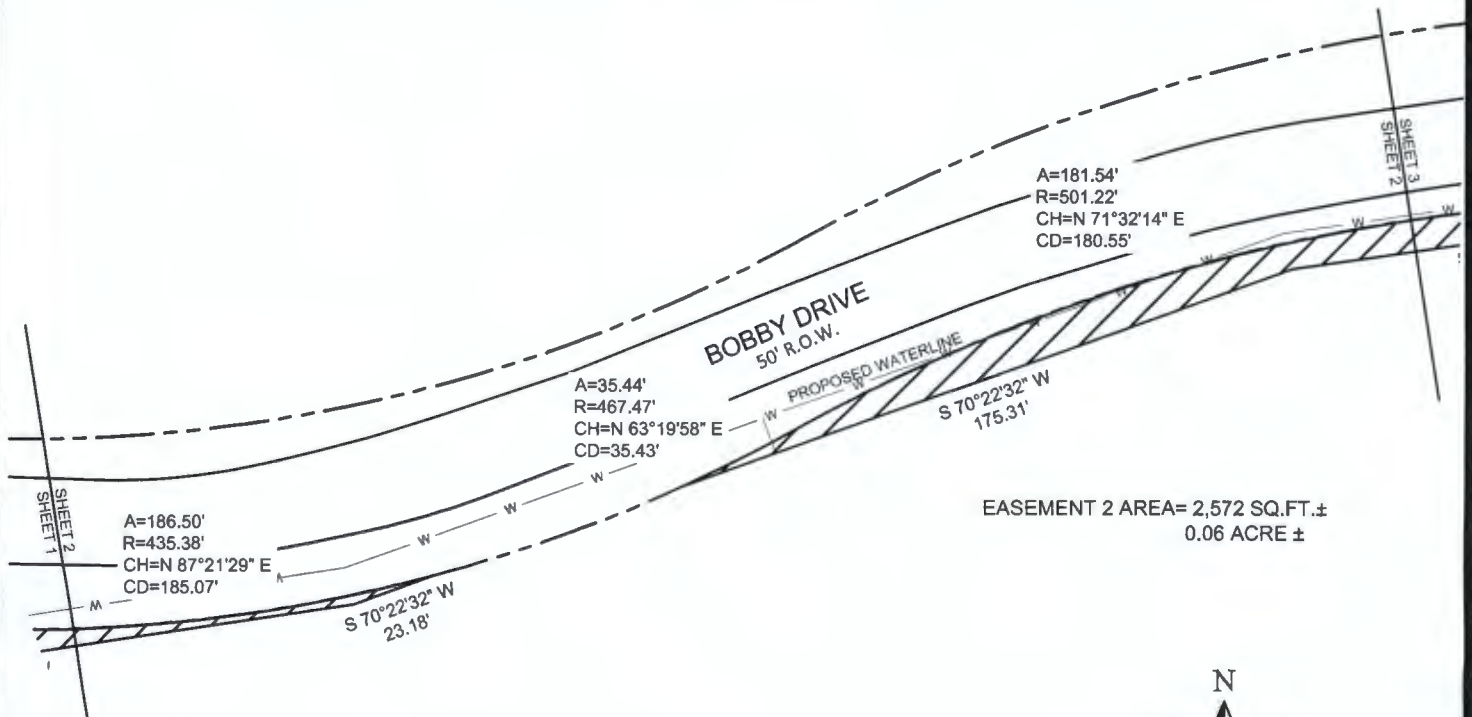 SHEET 3
SHEET 2
A=181.54'
R=501.22'
CH=N 71°32'14" E
CD=180.55'
W
W
W
W
BOBBY DRIVE
50' R.O.W.
PROPOSED WATERLINE
W
W
W
A=35.44'
R=467.47'
CH=N 63°19'58" E
CD=35.43'
S 70°22'32" W
175.31'
W
W
W
SHEET 2
SHEET 1
A=186.50'
R=435.38'
CH=N 87°21'29" E
CD=185.07'
W
S 70°22'32" W
23.18'
EASEMENT 2 AREA= 2,572 SQ.FT.±
0.06 ACRE ±
N